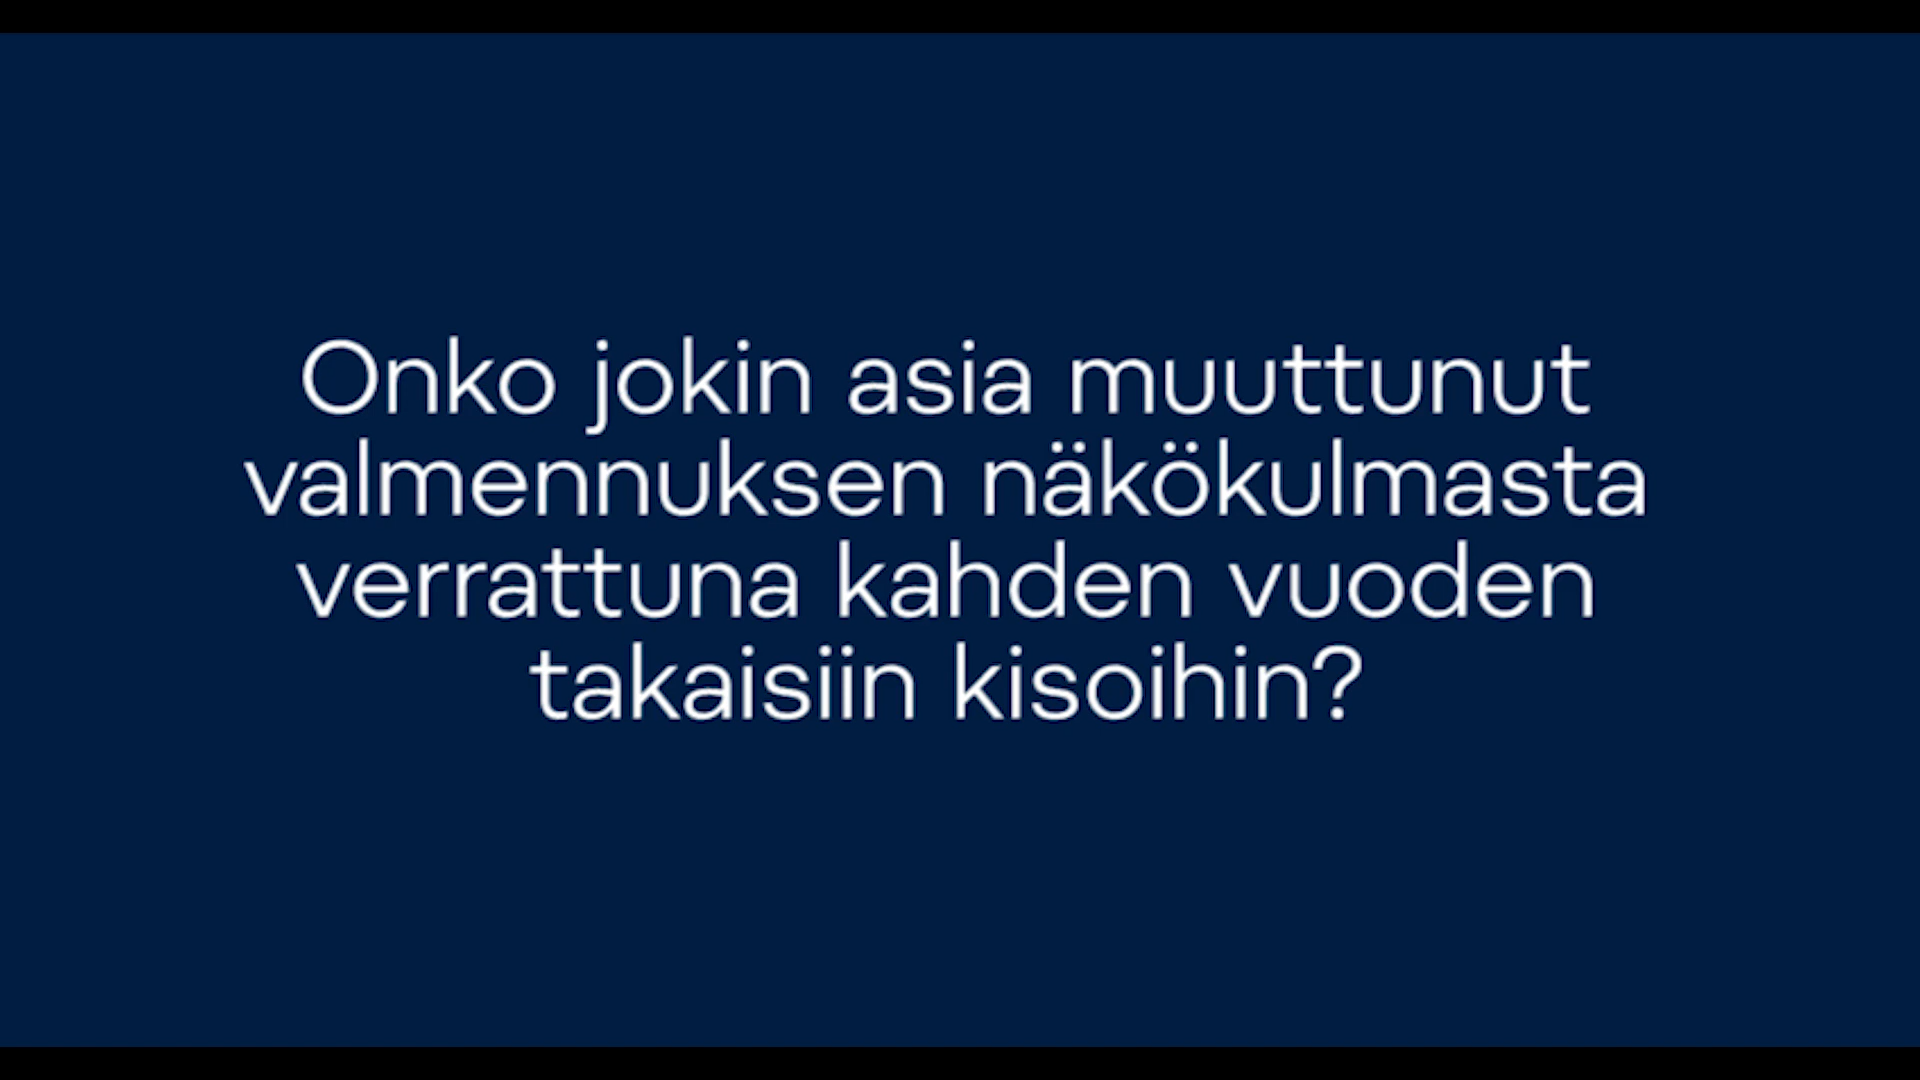 Onko jokin asia muuttunut
valmennuksen näkökulmasta
verrattuna kahden vuoden
takaisiin kisoihin?